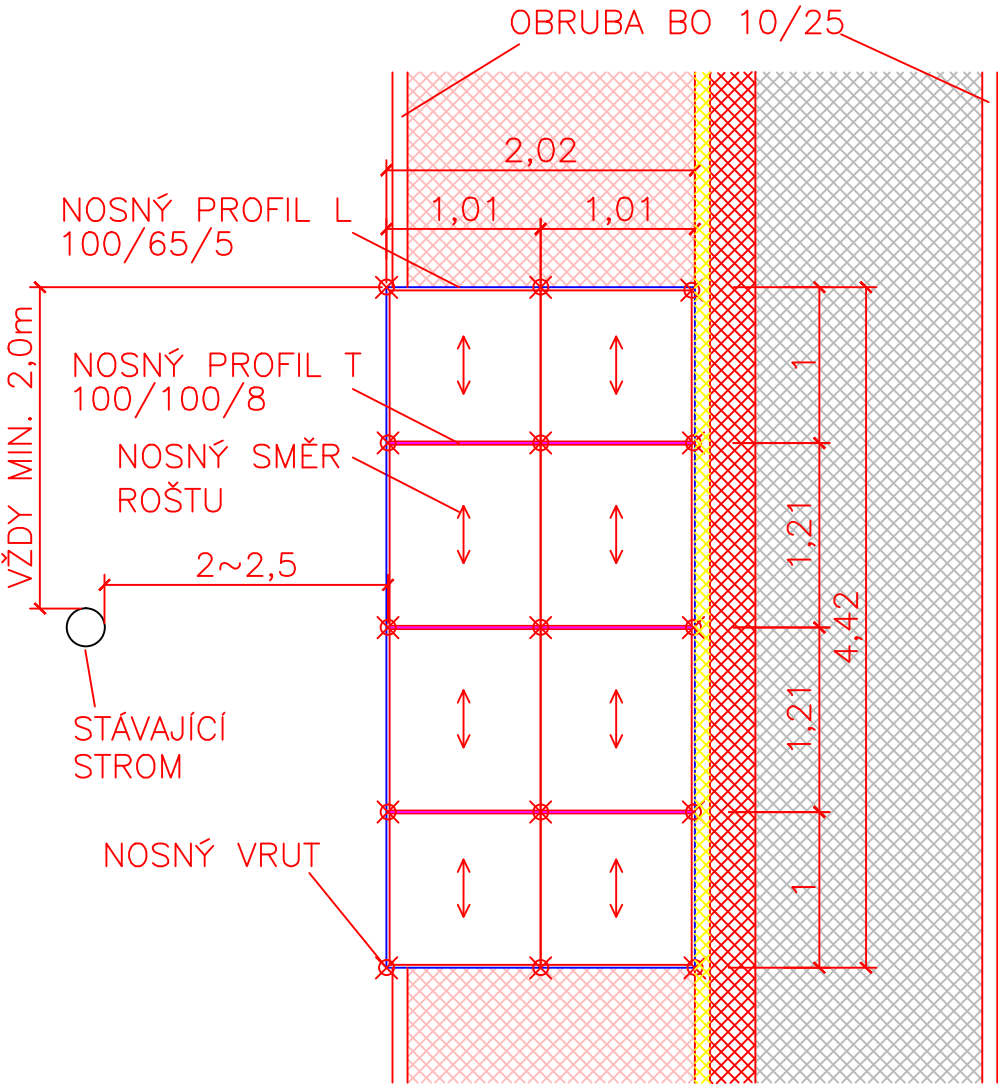 OBRUBA BO 10/25
2,02
NOSNÝ PROFIL L
100/65/5
1,01
1,01
VŽDY MIN. 2,0m
NOSNÝ PROFIL T
100/100/8
1
NOSNÝ SMĚR
ROŠTU
1,21
2~2,5
4,42
1,21
STÁVAJÍCÍ
STROM
NOSNÝ VRUT
1